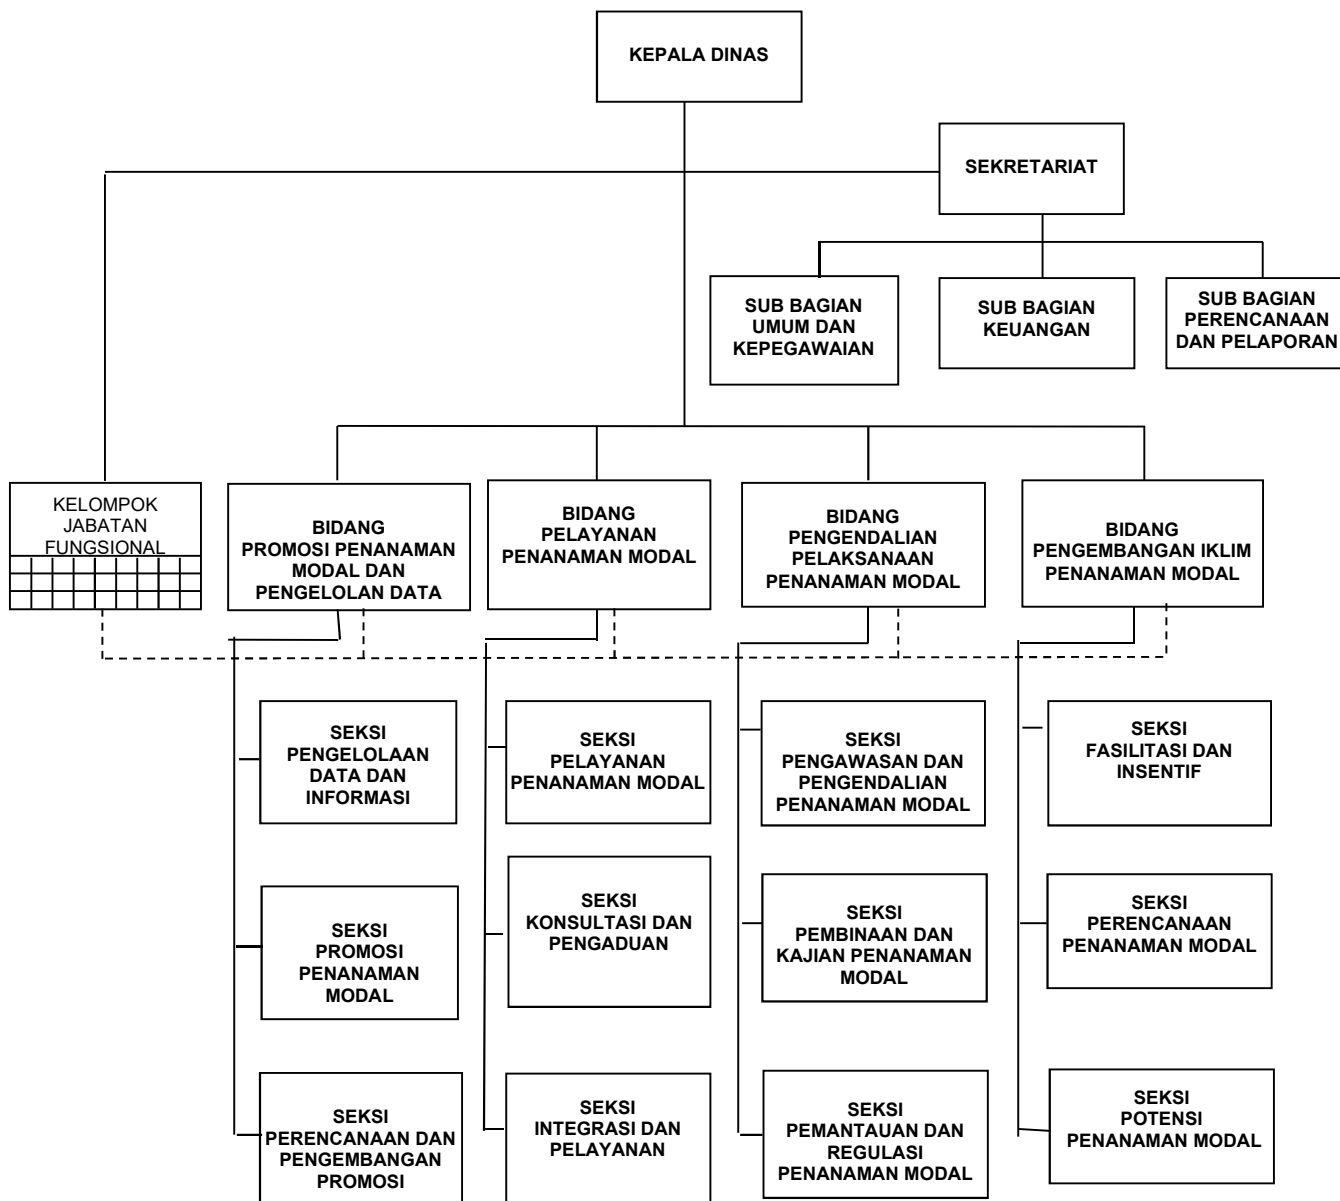 KEPALA DINAS
SEKRETARIAT
SUB BAGIAN
UMUM DAN
KEPEGAWAIAN
SUB BAGIAN
KEUANGAN
SUB BAGIAN
PERENCANAAN
DAN PELAPORAN
KELOMPOK
JABATAN
FUNGSIONAL
BIDANG
PROMOSI PENANAMAN
MODAL DAN
PENGELOLAN DATA
BIDANG
PELAYANAN
PENANAMAN MODAL
BIDANG
PENGENDALIAN
PELAKSANAAN
PENANAMAN MODAL
BIDANG
PENGEMBANGAN IKLIM
PENANAMAN MODAL
SEKSI
PENGELOLAAN
DATA DAN
INFORMASI
SEKSI
PELAYANAN
PENANAMAN MODAL
SEKSI
PENGAWASAN DAN
PENGENDALIAN
PENANAMAN MODAL
SEKSI
FASILITASI DAN
INSENTIF
SEKSI
PROMOSI
PENANAMAN
MODAL
SEKSI
KONSULTASI DAN
PENGADUAN
SEKSI
PEMBINAAN DAN
KAJIAN PENANAMAN
MODAL
SEKSI
PERENCANAAN
PENANAMAN MODAL
SEKSI
PERENCANAAN DAN
PENGEMBANGAN
PROMOSI
SEKSI
INTEGRASI DAN
PELAYANAN
SEKSI
PEMANTAUAN DAN
REGULASI
PENANAMAN MODAL
SEKSI
POTENSI
PENANAMAN MODAL